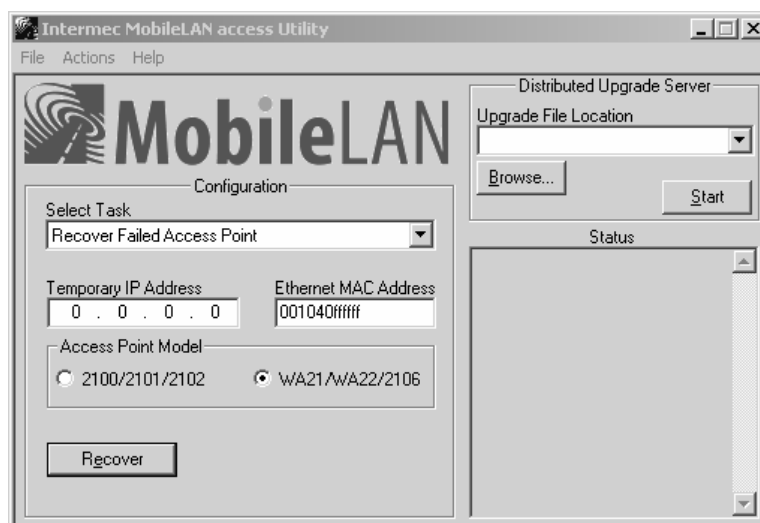 Intermec MobileLAN access Utility
File Actions Help
MobileLAN
Configuration
Select Task
Recover Failed Access Point
Temporary IP Address
0 . 0 . 0 . 0
Ethernet MAC Address
001040ffffff
Access Point Model
2100/2101/2102
WA21/WA22/2106
Recover
Distributed Upgrade Server
Upgrade File Location
Browse...
Start
Status